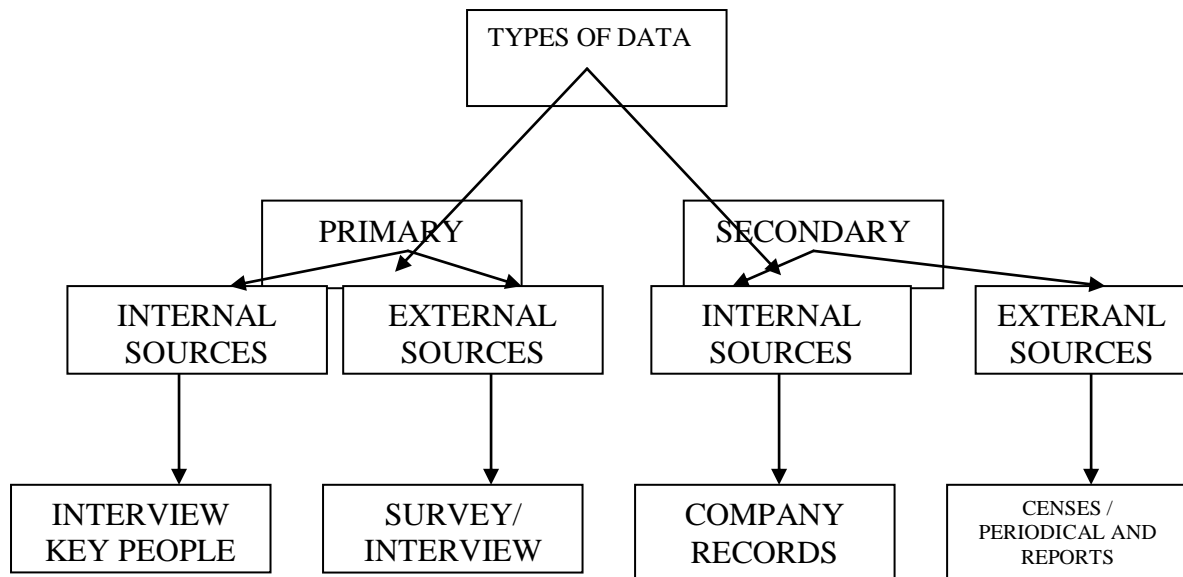 TYPES OF DATA
PRIMARY
SECONDARY
INTERNAL
SOURCES
EXTERNAL
SOURCES
INTERNAL
SOURCES
EXTERANL
SOURCES
INTERVIEW
KEY PEOPLE
SURVEY/
INTERVIEW
COMPANY
RECORDS
CENSES /
PERIODICAL AND
REPORTS